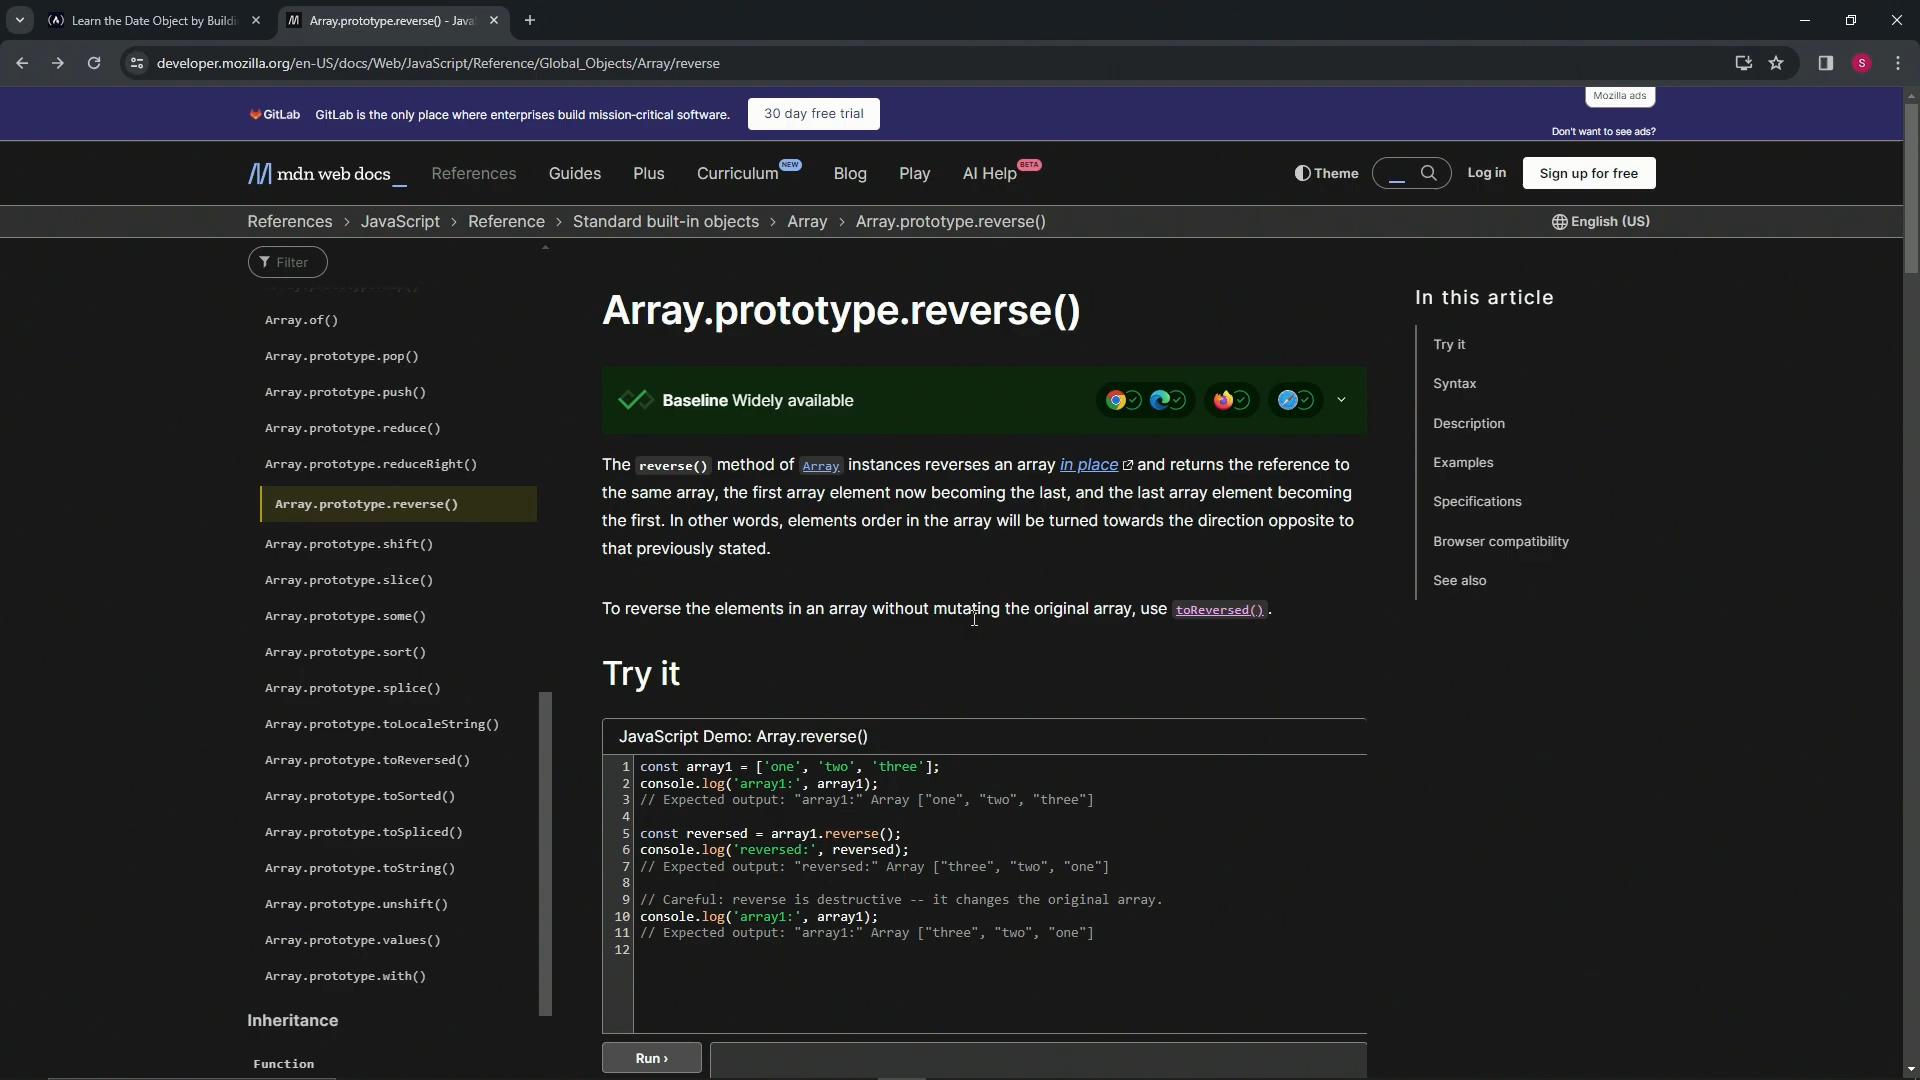 Learn the Date Object by Buildi
Array.prototype.reverse() - Java
developer.mozilla.org/en-US/docs/Web/JavaScript/Reference/Global_Objects/Array/reverse
S
GitLab GitLab is the only place where enterprises build mission-critical software. 30 day free trial
Mozilla ads
Don't want to see ads?
mdn web docs_ References Guides Plus Curriculum NEW Blog Play AI Help BETA Theme Log in Sign up for free
References > JavaScript > Reference > Standard built-in objects > Array > Array.prototype.reverse()
English (US)
Filter
Array.of()
Array.prototype.pop()
Array.prototype.push()
Array.prototype.reduce()
Array.prototype.reduceRight()
Array.prototype.reverse()
Array.prototype.shift()
Array.prototype.slice()
Array.prototype.some()
Array.prototype.sort()
Array.prototype.splice()
Array.prototype.toLocaleString()
Array.prototype.toReversed()
Array.prototype.toSorted()
Array.prototype.toSpliced()
Array.prototype.toString()
Array.prototype.unshift()
Array.prototype.values()
Array.prototype.with()
Inheritance
Function
Array.prototype.reverse()
Baseline Widely available
The reverse() method of Array instances reverses an array in place and returns the reference to
the same array, the first array element now becoming the last, and the last array element becoming
the first. In other words, elements order in the array will be turned towards the direction opposite to
that previously stated.
To reverse the elements in an array without mutating the original array, use toReversed().
Try it
JavaScript Demo: Array.reverse()
1 const array1 = ['one', 'two', 'three'];
2 console.log('array1:', array1);
3 // Expected output: "array1:" Array ["one", "two", "three"]
4
5 const reversed = array1.reverse();
6 console.log('reversed:', reversed);
7 // Expected output: "reversed:" Array ["three", "two", "one"]
8
9 // Careful: reverse is destructive -- it changes the original array.
10 console.log('array1:', array1);
11 // Expected output: "array1:" Array ["three", "two", "one"]
12
Run ›
In this article
Try it
Syntax
Description
Examples
Specifications
Browser compatibility
See also